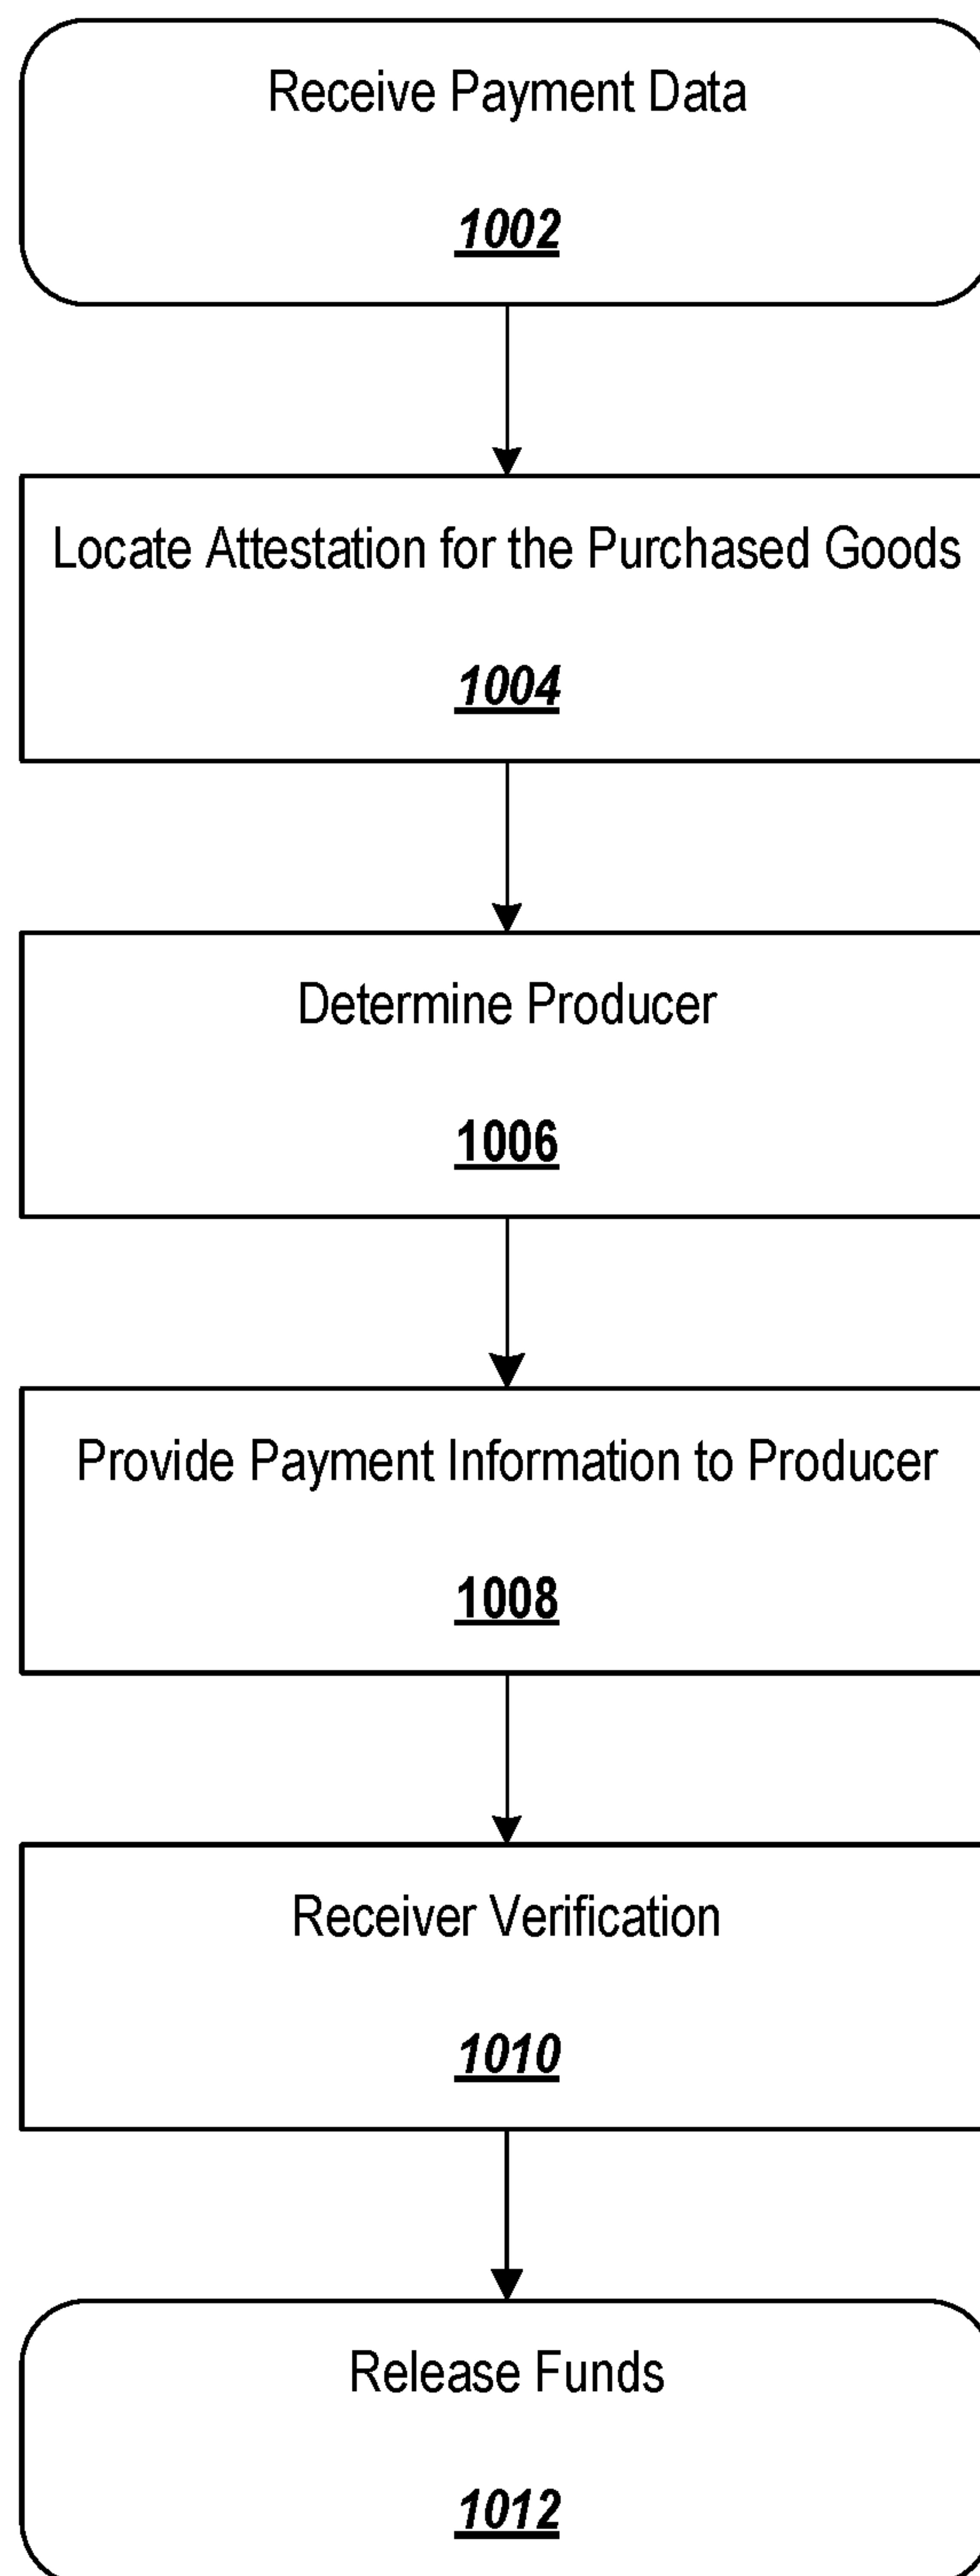 Receive Payment Data
1002
Locate Attestation for the Purchased Goods
1004
Determine Producer
1006
Provide Payment Information to Producer
1008
Receiver Verification
1010
Release Funds
1012